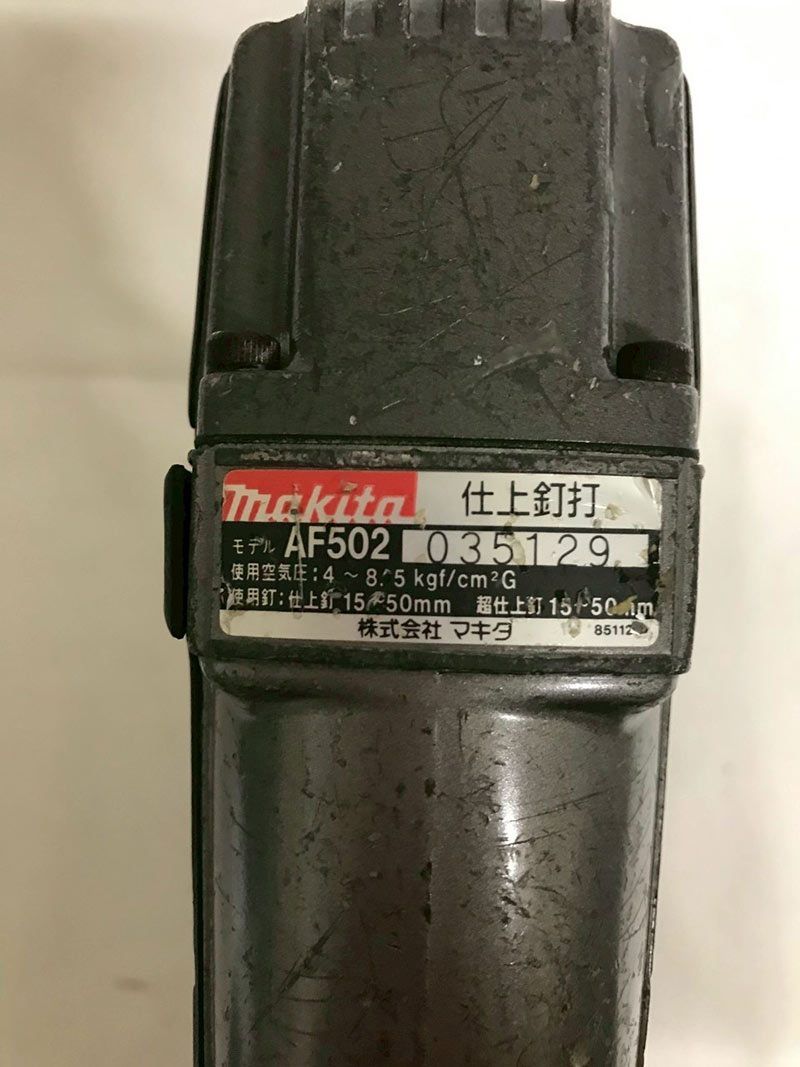 makita 仕上釘打
モデル AF502 035129
使用空気圧:4~8.5kgf/cm²G
使用釘:仕上釘 15~50mm 超仕上釘 15~50mm
株式会社 マキタ